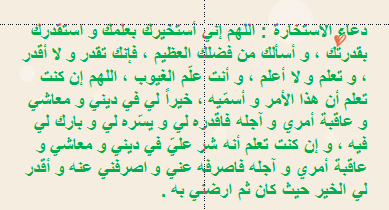 دعاء الاستخارة : اللهم إني أستخيرك بعلمك و أستقدرك
بقدرتك ، و أسألك من فضلك العظيم ، فإنك تقدر و لا أقدر
، و تعلم و لا أعلم ، و أنت علّم الغيوب ، اللهم إن كنت
تعلم أن هذا الأمر و أسمّيه ، خيراً لي في ديني و معاشي
و عاقبة أمري و آجله فاقدره لي و يسّره لي و بارك لي
فيه ، و إن كنت تعلم أنه شر عليّ في ديني و معاشي و
عاقبة أمري و آجله فاصرفه عني و اصرفني عنه و أقدر
لي الخير حيث كان ثم ارضني به .